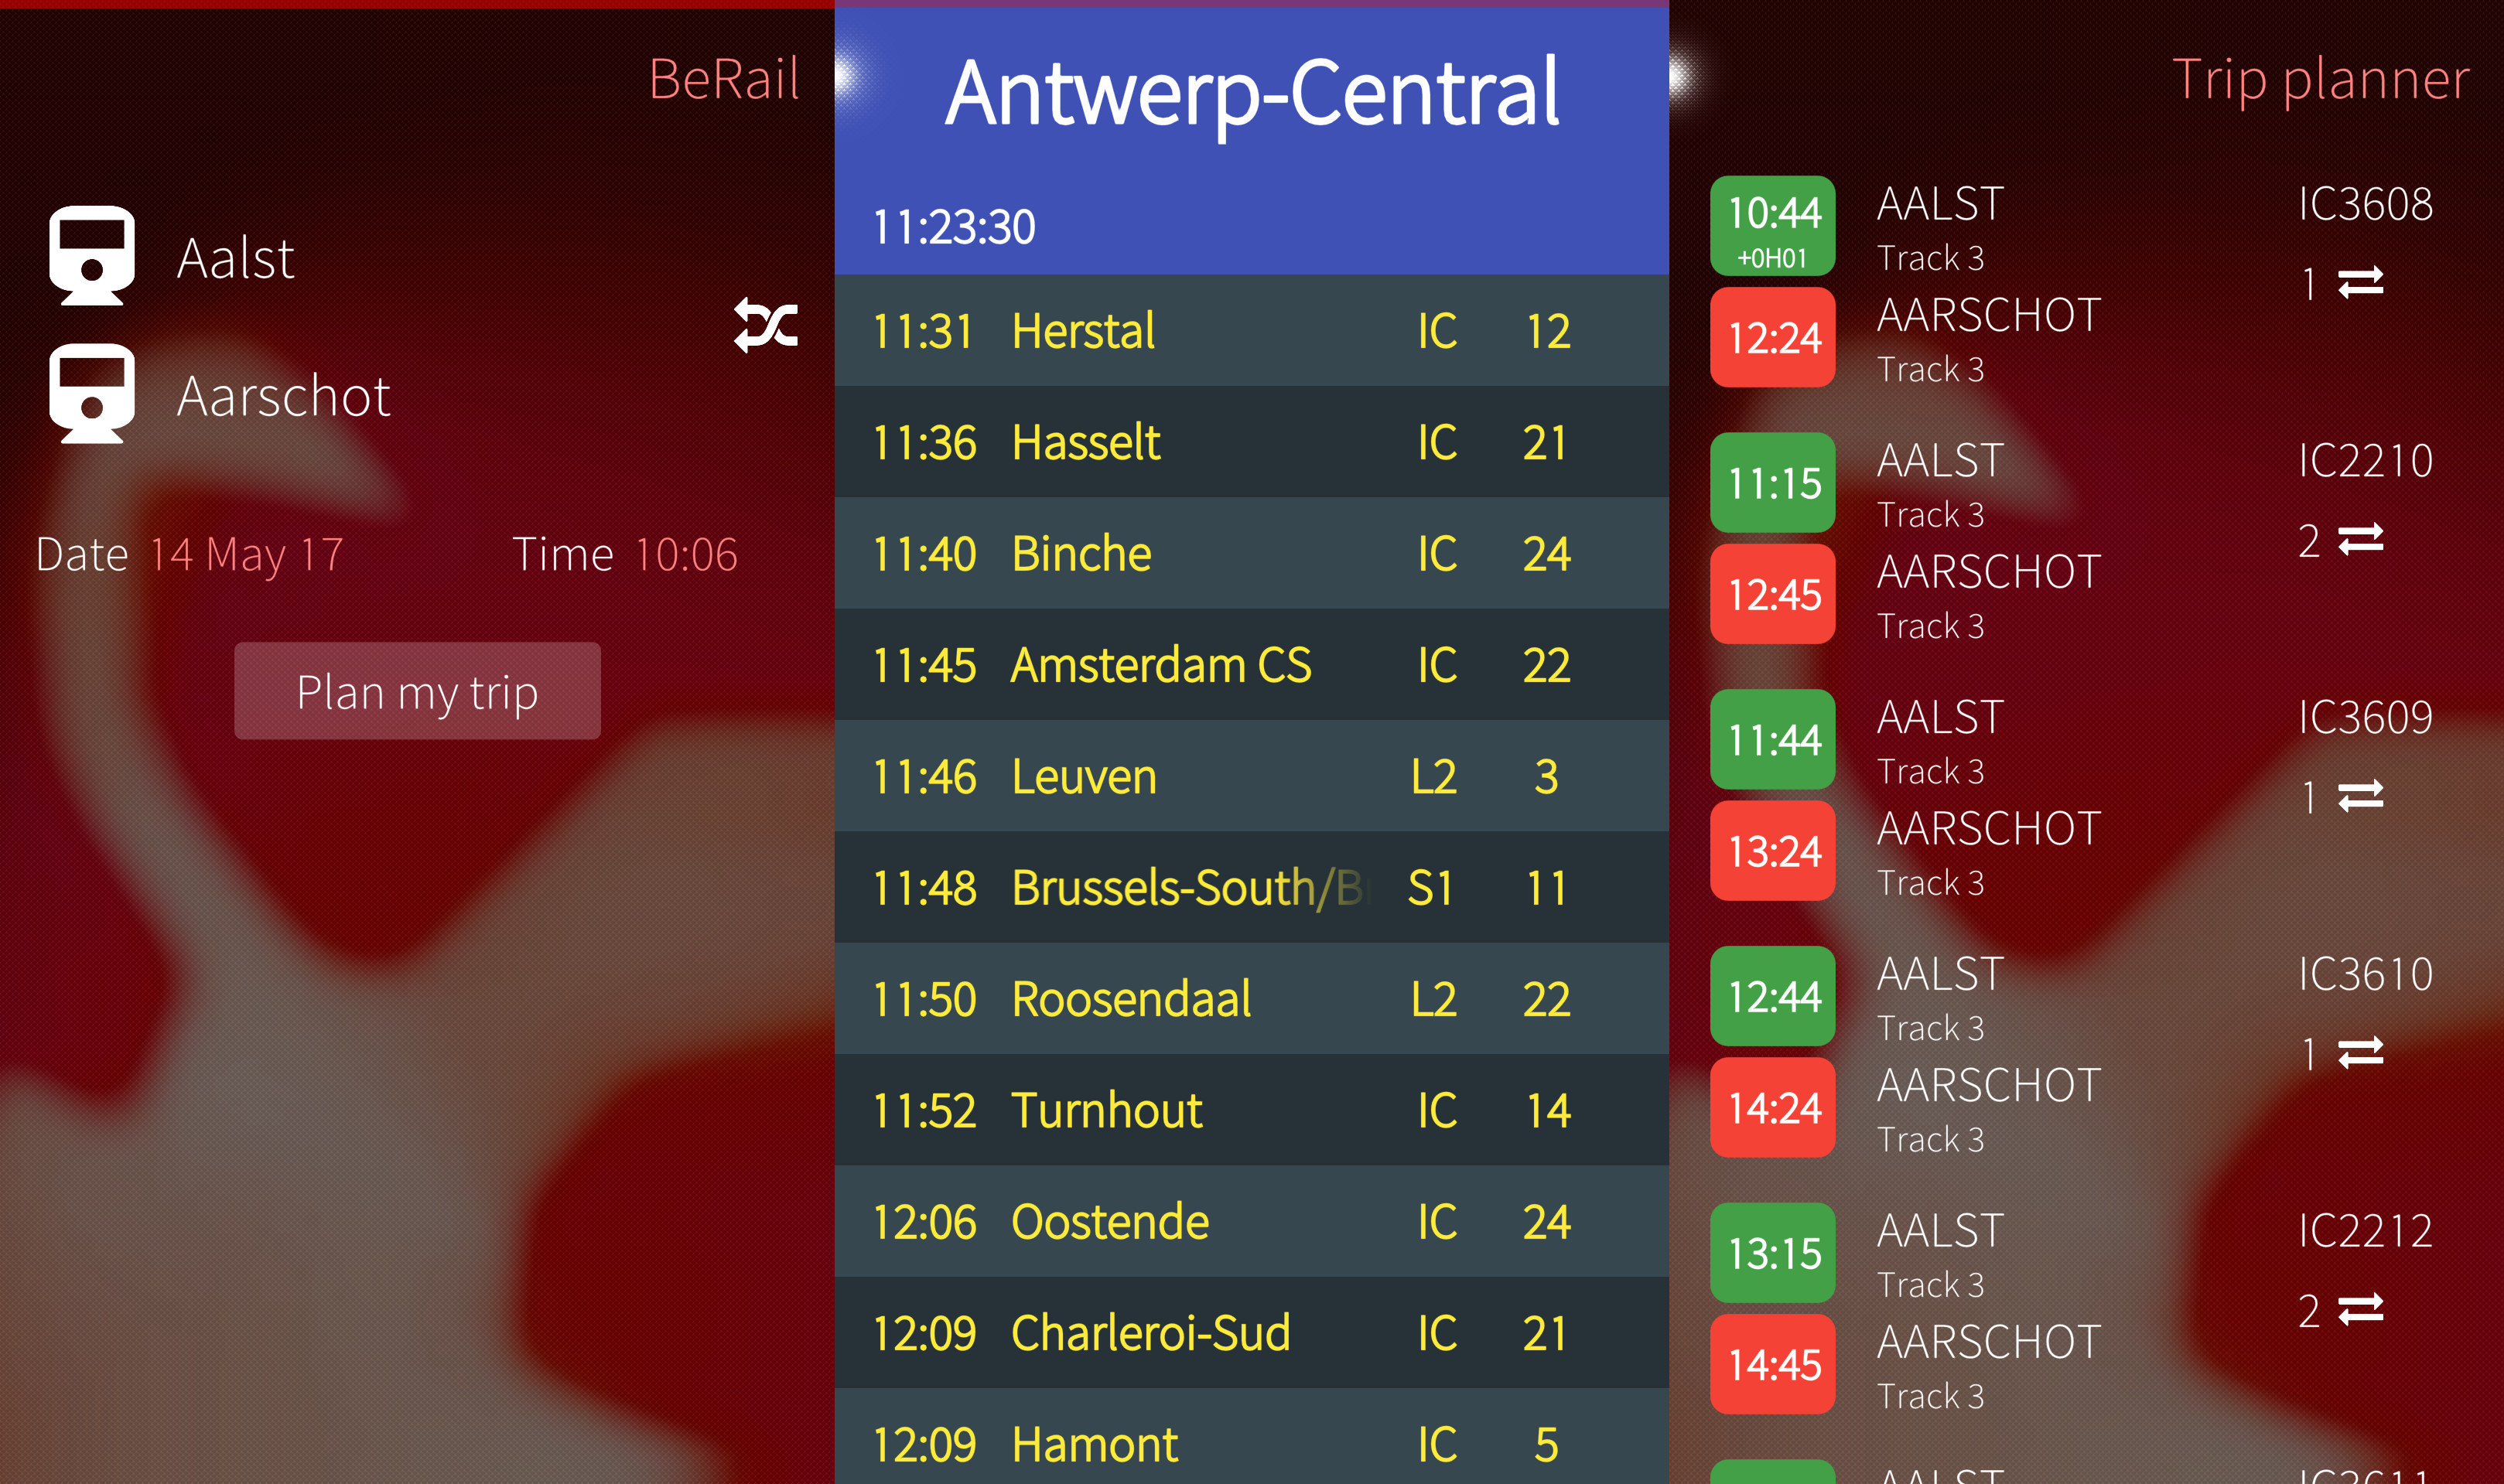 BeRail
Aalst
Aarschot
Date 14 May 17 Time 10:06
Plan my trip
Antwerp-Central
11:23:30
11:31 Herstal IC 12
11:36 Hasselt IC 21
11:40 Binche IC 24
11:45 Amsterdam CS IC 22
11:46 Leuven L2 3
11:48 Brussels-South/B S1 11
11:50 Roosendaal L2 22
11:52 Turnhout IC 14
12:06 Oostende IC 24
12:09 Charleroi-Sud IC 21
12:09 Hamont IC 5
Trip planner
10:44 AALST IC3608
+0H01 Track 3
1
12:24 AARSCHOT
Track 3
11:15 AALST IC2210
Track 3
2
12:45 AARSCHOT
Track 3
11:44 AALST IC3609
Track 3
1
13:24 AARSCHOT
Track 3
12:44 AALST IC3610
Track 3
1
14:24 AARSCHOT
Track 3
13:15 AALST IC2212
Track 3
2
14:45 AARSCHOT
Track 3
AALST IC3611